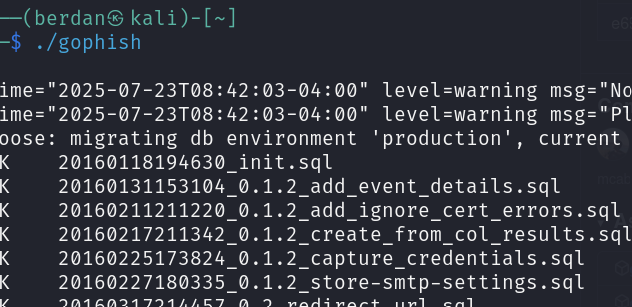 (berdan㉿kali)-[~]
$ ./gophish
ime="2025-07-23T08:42:03-04:00" level=warning msg="No
ime="2025-07-23T08:42:03-04:00" level=warning msg="Pl
oose: migrating db environment 'production', current
K    20160118194630_init.sql
K    20160131153104_0.1.2_add_event_details.sql
K    20160211211220_0.1.2_add_ignore_cert_errors.sql
K    20160217211342_0.1.2_create_from_col_results.sql
K    20160225173824_0.1.2_capture_credentials.sql
K    20160227180335_0.1.2_store-smtp-settings.sql
K    20160317214457_0.2_redirect_url.sql